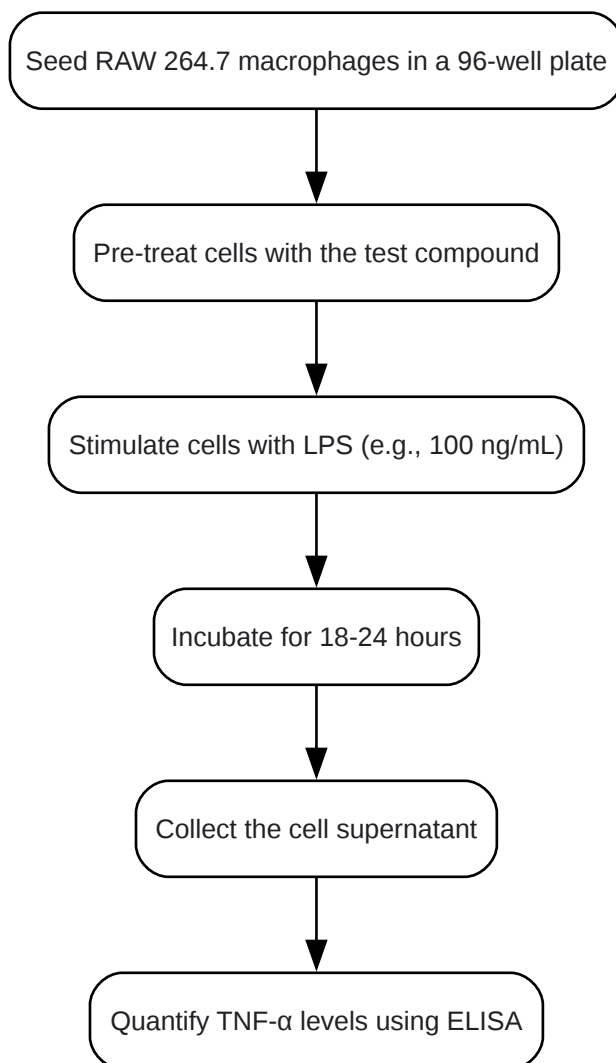 Seed RAW 264.7 macrophages in a 96-well plate
Pre-treat cells with the test compound
Stimulate cells with LPS (e.g., 100 ng/mL)
Incubate for 18-24 hours
Collect the cell supernatant
Quantify TNF-α levels using ELISA